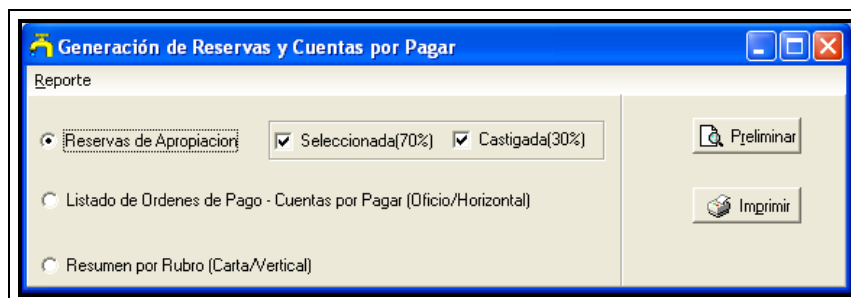 Generación de Reservas y Cuentas por Pagar
Reporte
Reservas de Apropiacion Seleccionada(70%) Castigada(30%) Preliminar
Listado de Ordenes de Pago - Cuentas por Pagar (Oficio/Horizontal) Imprimir
Resumen por Rubro (Carta/Vertical)